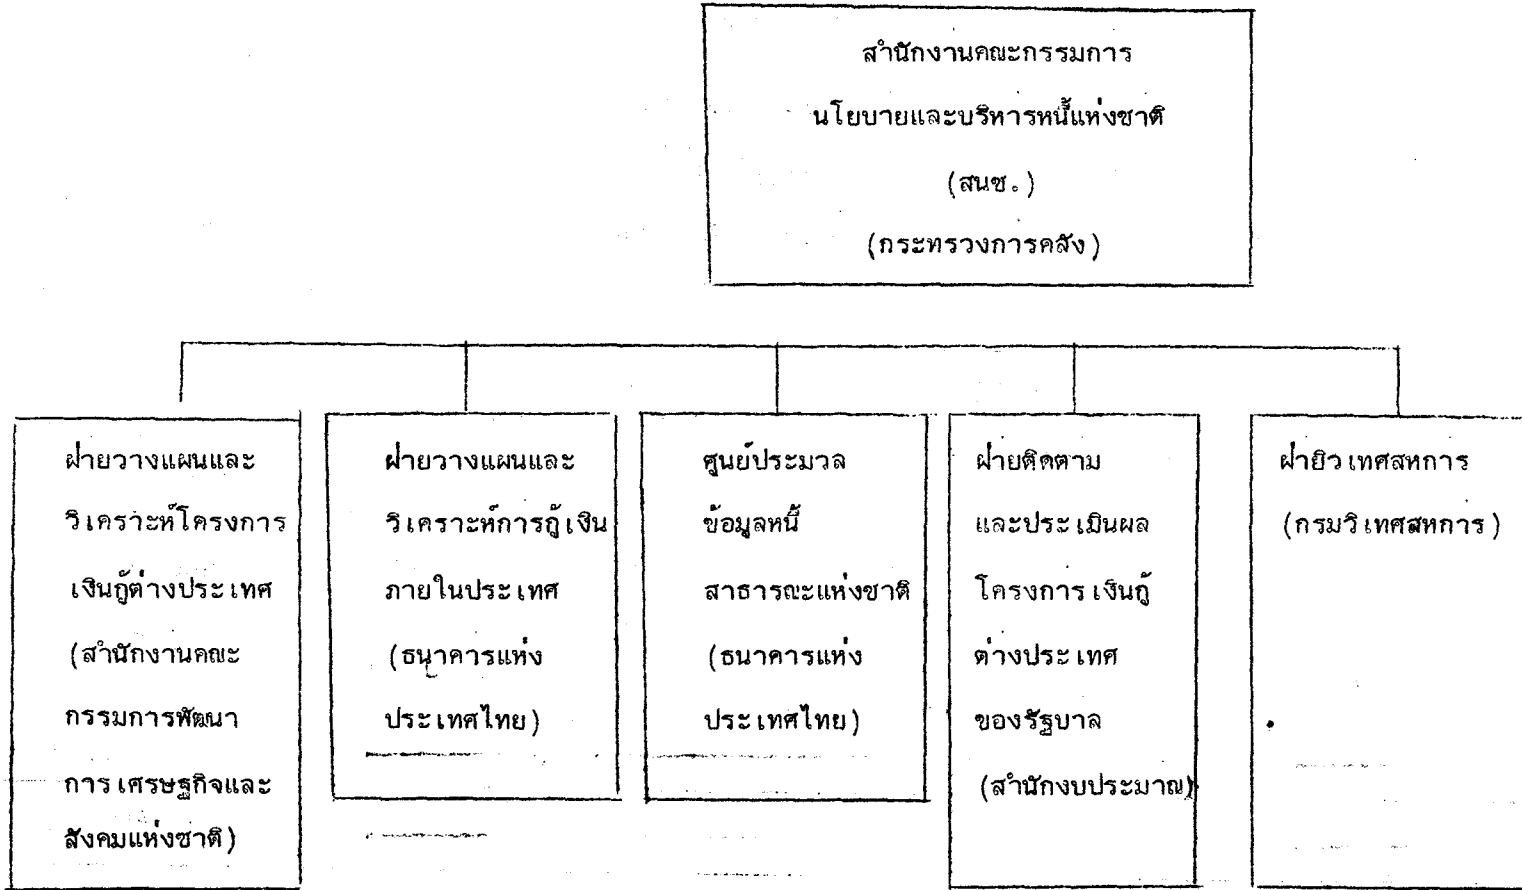 สำนักงานคณะกรรมการ
นโยบายและบริหารหนี้แห่งชาติ
(สนช.)
(กระทรวงการคลัง)
ฝ่ายวางแผนและ
วิเคราะห์โครงการ
เงินกู้ต่างประเทศ
(สำนักงานคณะ
กรรมการพัฒนา
การเศรษฐกิจและ
สังคมแห่งชาติ)
ฝ่ายวางแผนและ
วิเคราะห์การกู้เงิน
ภายในประเทศ
(ธนาคารแห่ง
ประเทศไทย)
ศูนย์ประมวล
ข้อมูลหนี้
สาธารณะแห่งชาติ
(ธนาคารแห่ง
ประเทศไทย)
ฝ่ายติดตาม
และประเมินผล
โครงการเงินกู้
ต่างประเทศ
ของรัฐบาล
(สำนักงบประมาณ)
ฝ่ายิวเทศสหการ
(กรมวิเทศสหการ)